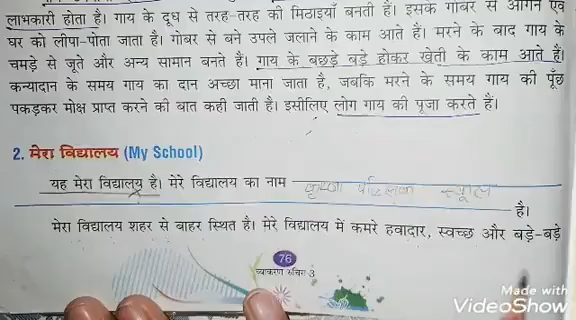 लाभकारी होता है। गाय के दूध से तरह-तरह की मिठाइयाँ बनती हैं। इसके गोबर से आँगन एवं
घर को लीपा-पोता जाता है। गोबर से बने उपले जलाने के काम आते हैं। मरने के बाद गाय के
चमड़े से जूते और अन्य सामान बनते हैं। गाय के बछड़े बड़े होकर खेती के काम आते हैं।
कन्यादान के समय गाय का दान अच्छा माना जाता है, जबकि मरने के समय गाय की पूँछ
पकड़कर मोक्ष प्राप्त करने की बात कही जाती है। इसीलिए लोग गाय की पूजा करते हैं।
2. मेरा विद्यालय (My School)
यह मेरा विद्यालय है। मेरे विद्यालय का नाम कृष्णा पब्लिक स्कूल
है।
मेरा विद्यालय शहर से बाहर स्थित है। मेरे विद्यालय में कमरे हवादार, स्वच्छ और बड़े-बड़े
76
व्याकरण रुचिरा 3
Made with
VideoShow